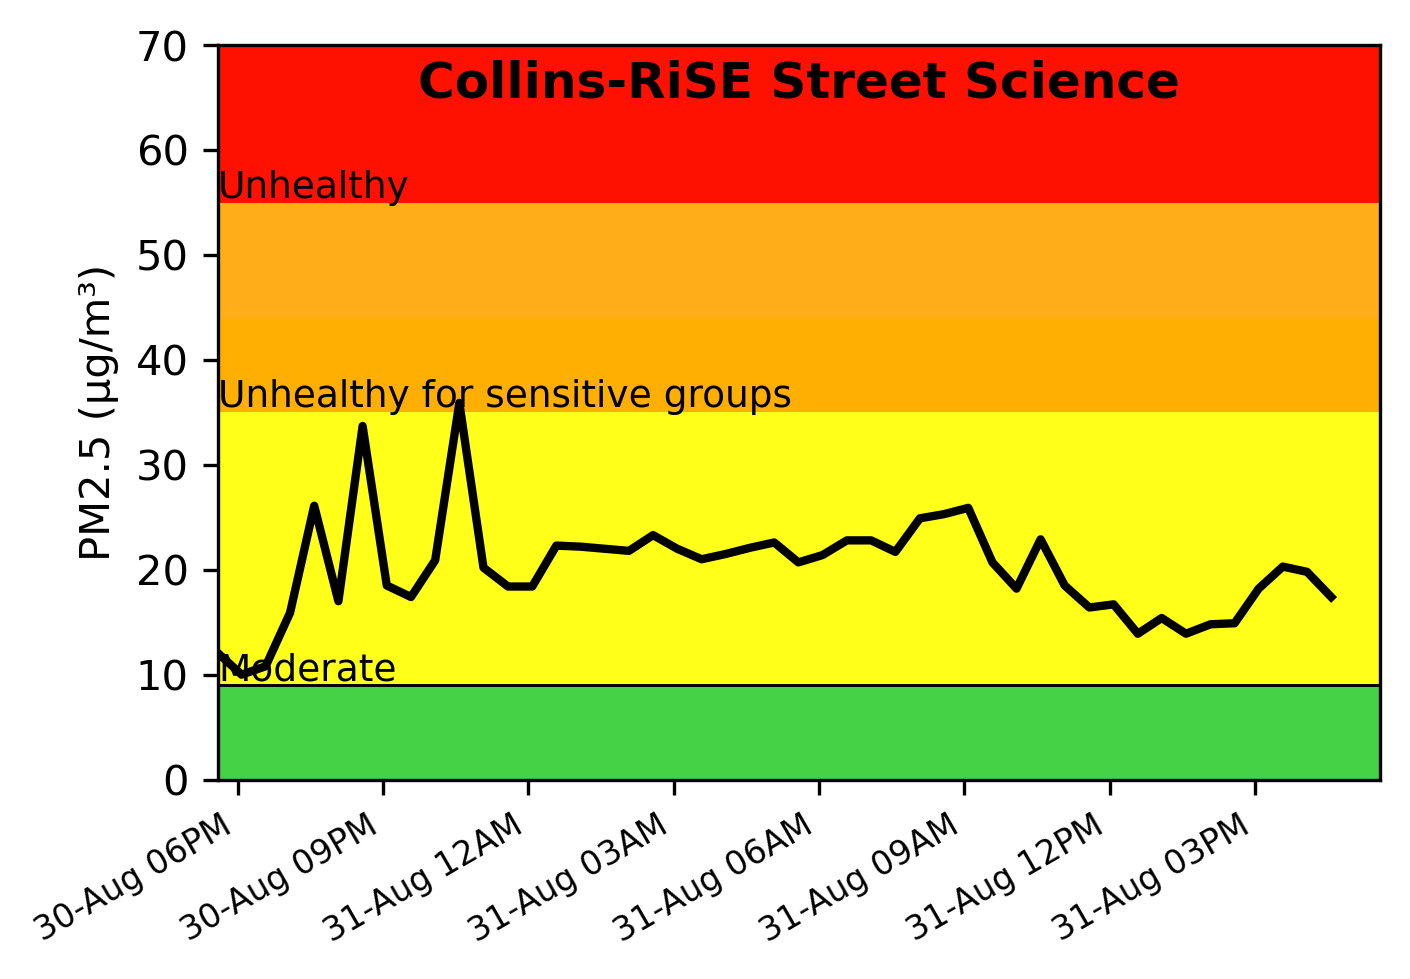 Collins-RiSE Street Science
70
60
Unhealthy
50
40
Unhealthy for sensitive groups
30
20
Moderate
10
0
PM2.5 (µg/m³)
30-Aug 06PM
30-Aug 09PM
31-Aug 12AM
31-Aug 03AM
31-Aug 06AM
31-Aug 09AM
31-Aug 12PM
31-Aug 03PM